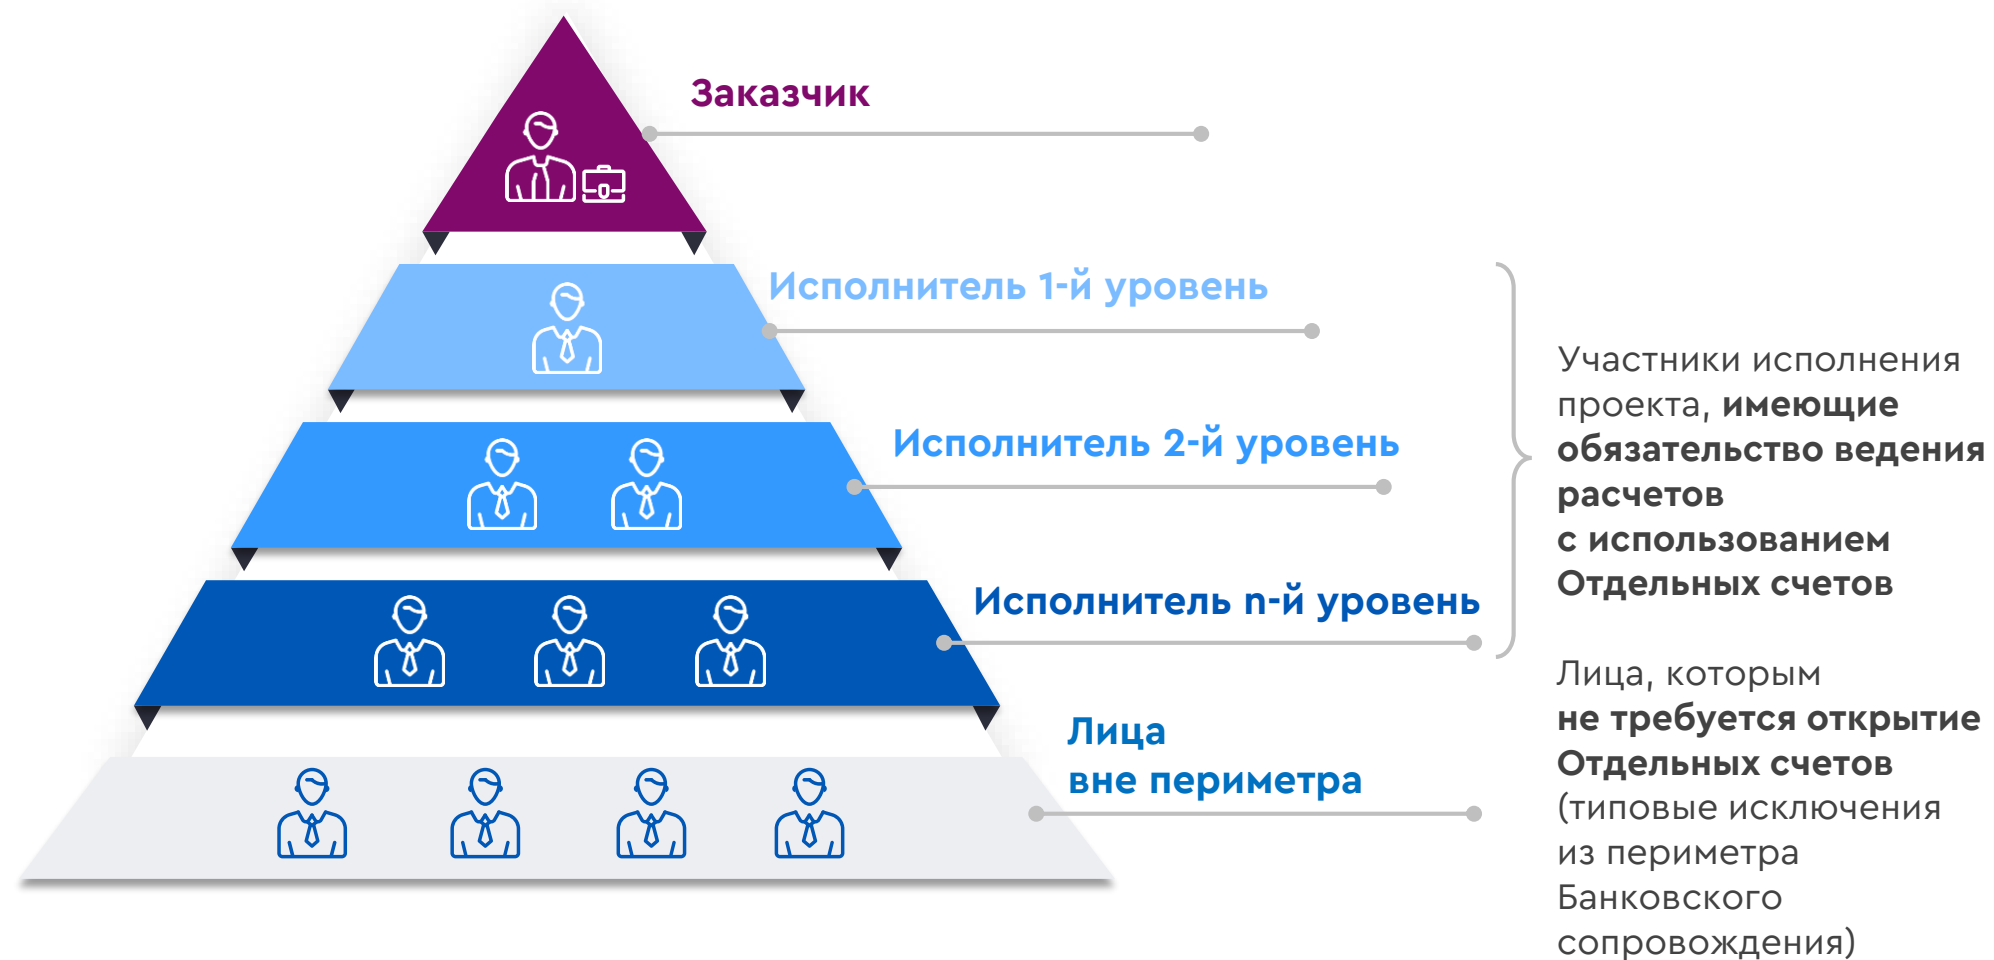 Заказчик
Исполнитель 1-й уровень
Исполнитель 2-й уровень
Исполнитель n-й уровень
Лица
вне периметра
Участники исполнения
проекта, имеющие
обязательство ведения
расчетов
с использованием
Отдельных счетов
Лица, которым
не требуется открытие
Отдельных счетов
(типовые исключения
из периметра
Банковского
сопровождения)